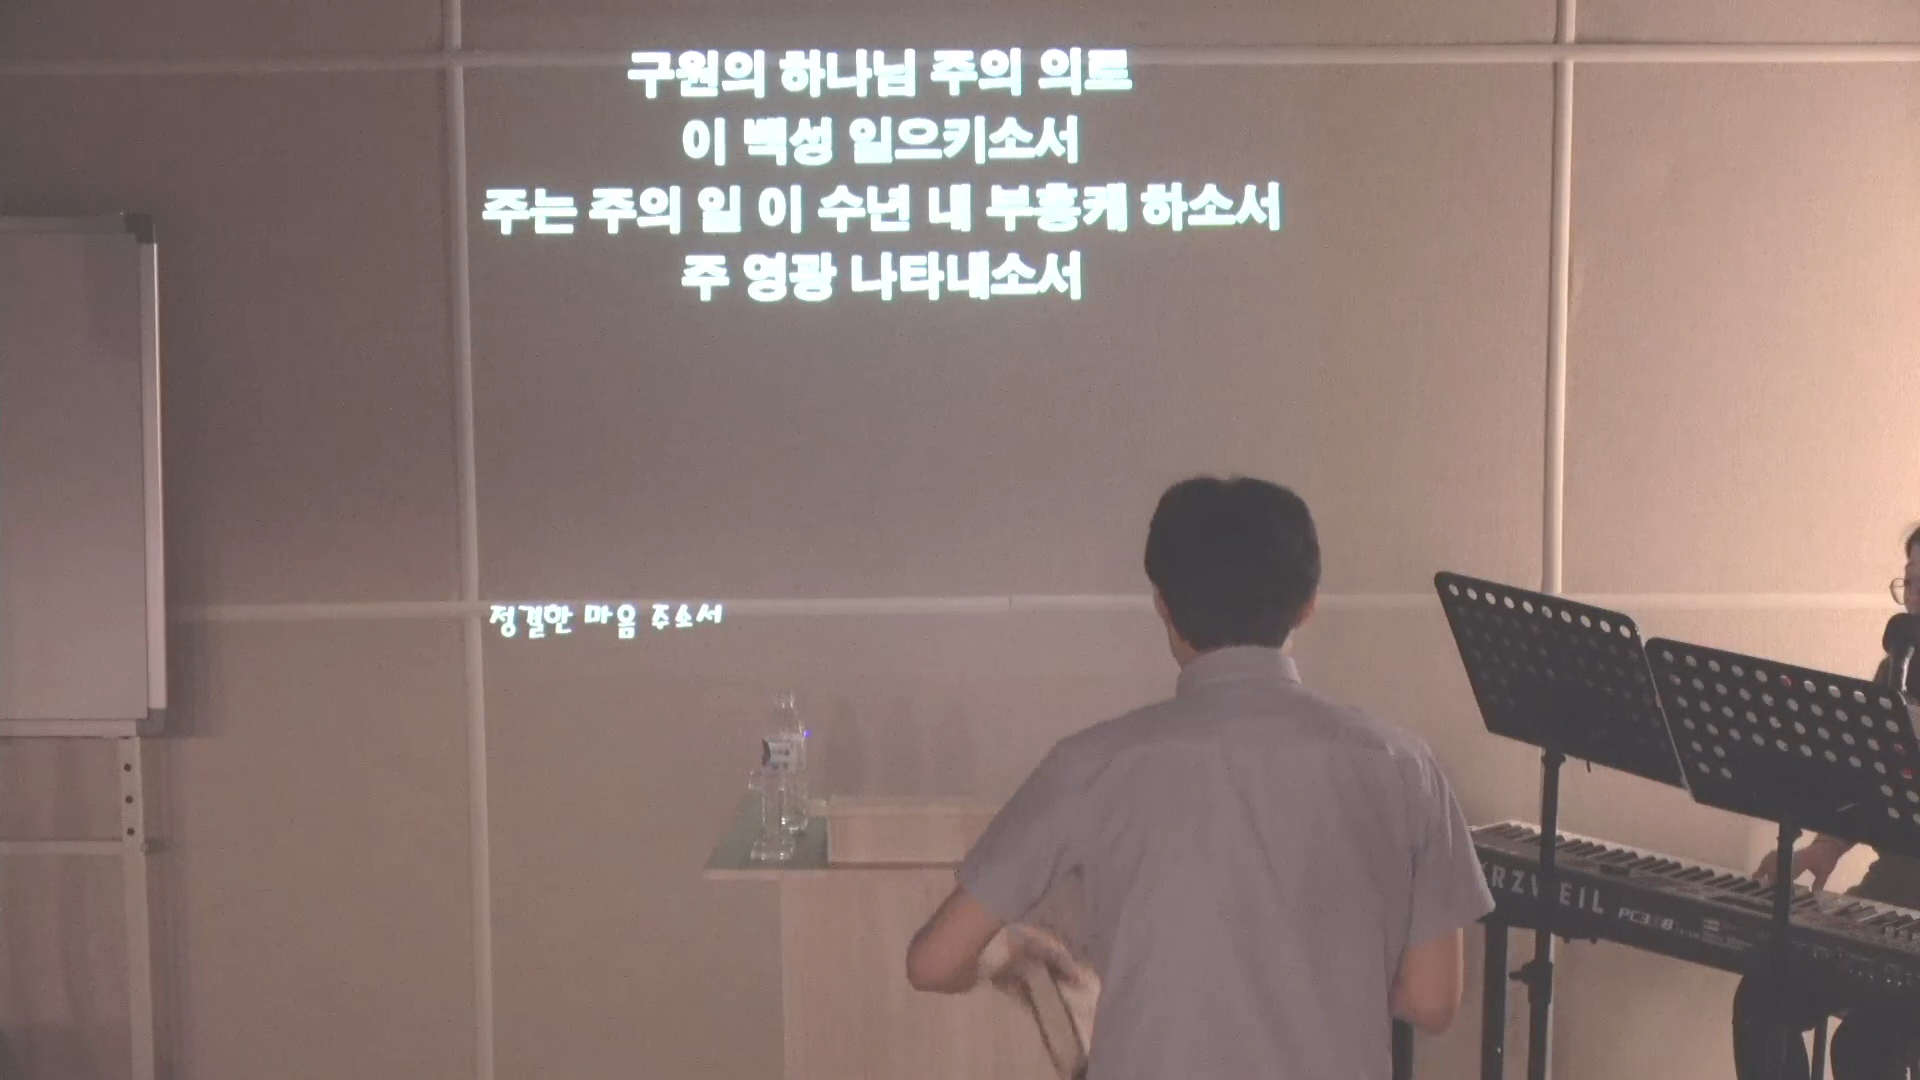 구원의 하나님 주의 의로
이 백성 일으키소서
주는 주의 일 이 수년 내 부흥케 하소서
주 영광 나타내소서
정결한 마음 주소서
RZWEIL